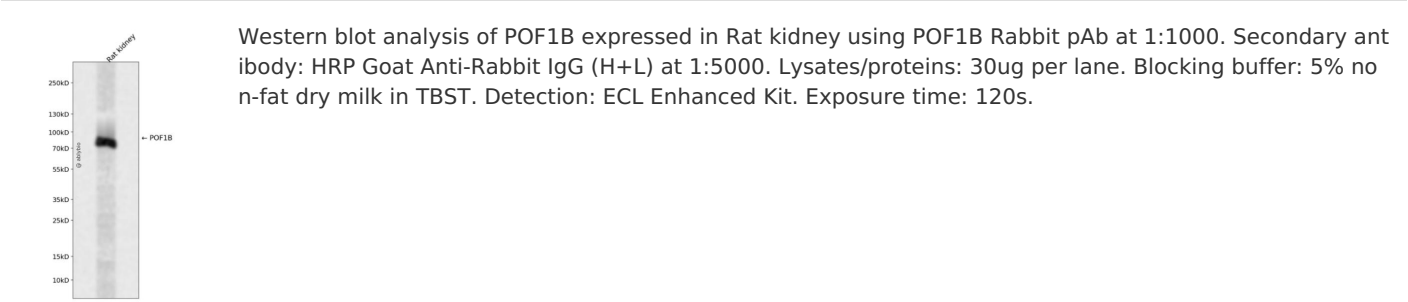 Rat kidney
Western blot analysis of POF1B expressed in Rat kidney using POF1B Rabbit pAb at 1:1000. Secondary ant
ibody: HRP Goat Anti-Rabbit IgG (H+L) at 1:5000. Lysates/proteins: 30ug per lane. Blocking buffer: 5% no
n-fat dry milk in TBST. Detection: ECL Enhanced Kit. Exposure time: 120s.
250kD
130kD
100kD
← POF1B
70kD
55kD
35kD
25kD
15kD
10kD